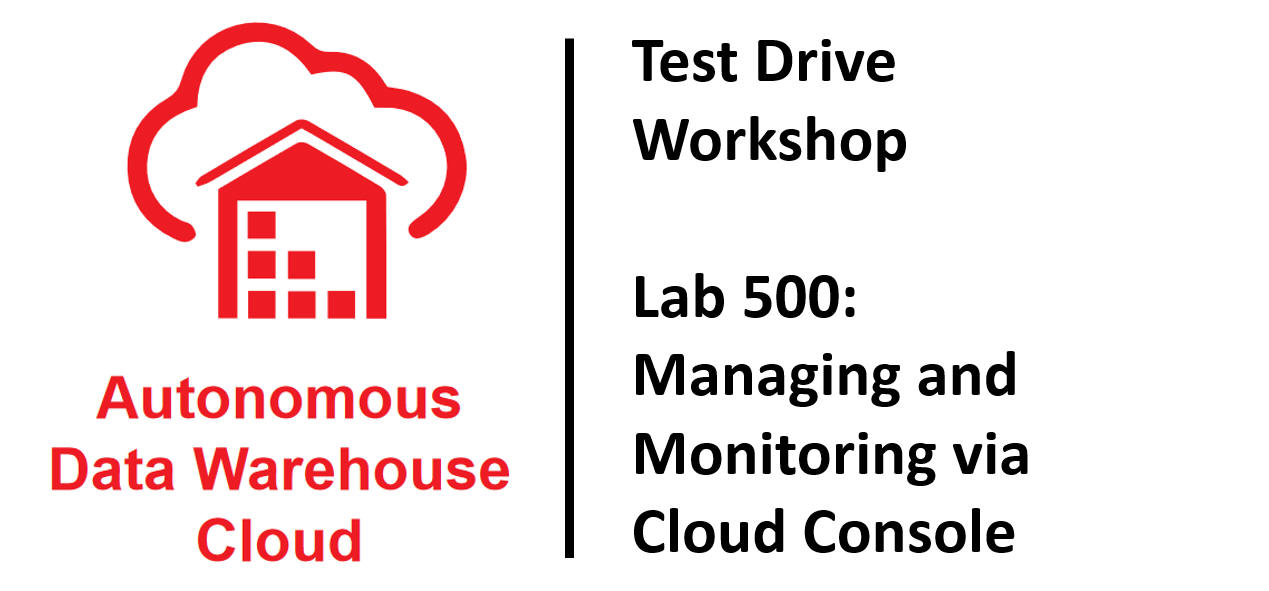 Autonomous
Data Warehouse
Cloud
Test Drive
Workshop
Lab 500:
Managing and
Monitoring via
Cloud Console